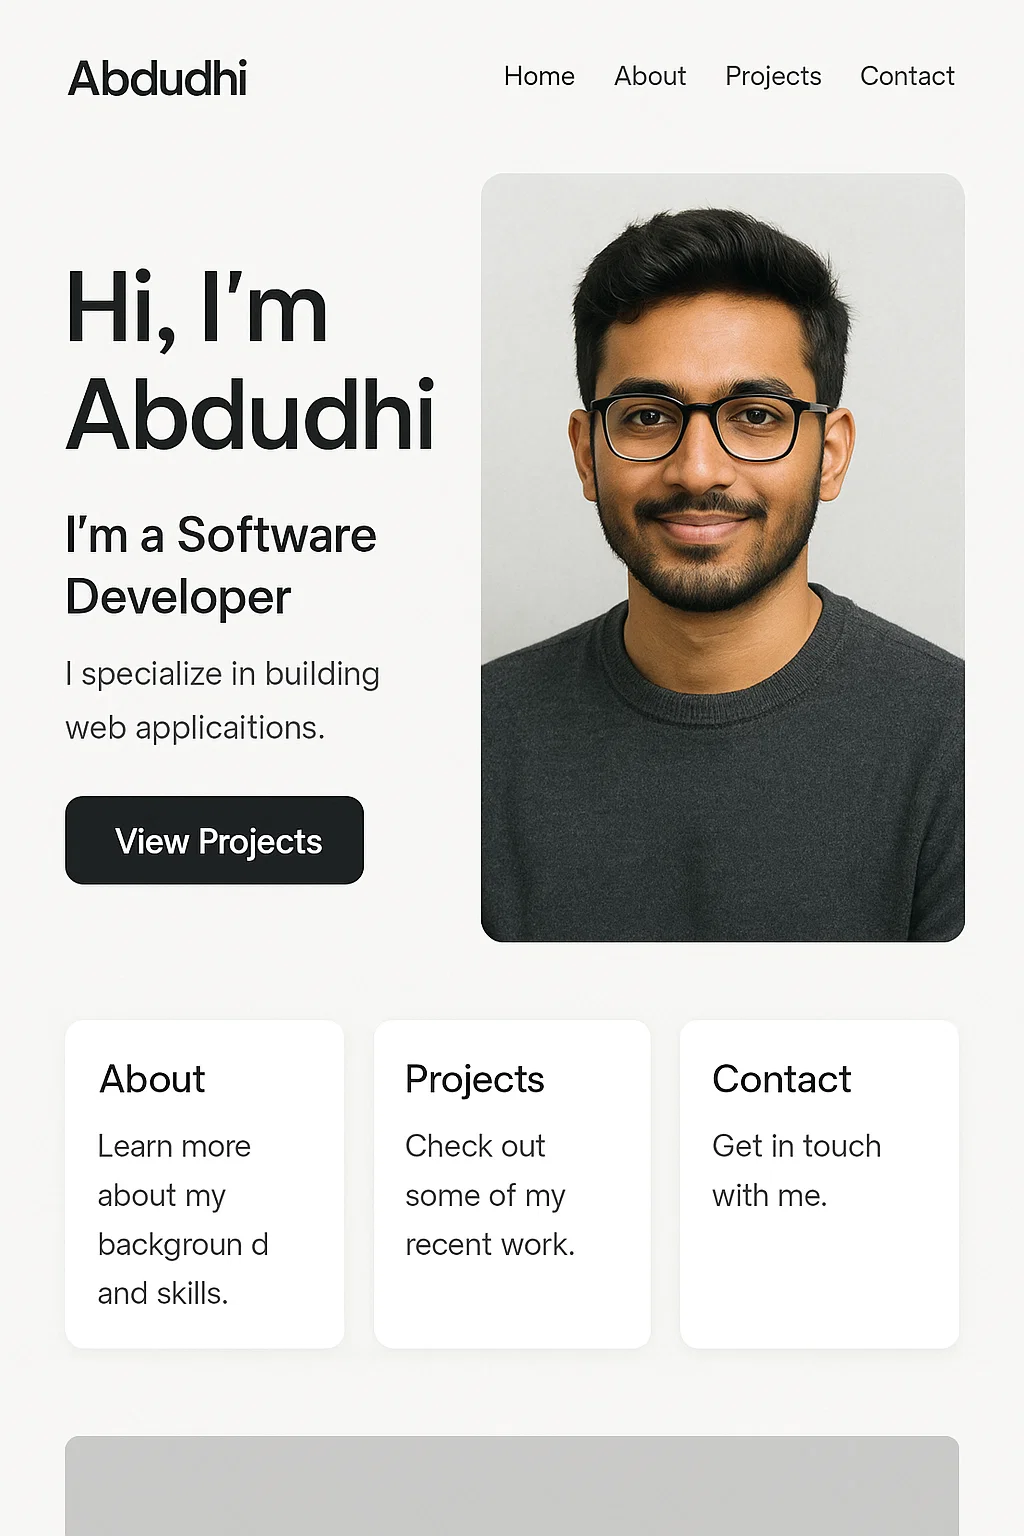 Abdudhi
Home About Projects Contact
Hi, I'm
Abdudhi
I'm a Software
Developer
I specialize in building
web applicaitions.
View Projects
About
Learn more
about my
backgroun d
and skills.
Projects
Check out
some of my
recent work.
Contact
Get in touch
with me.